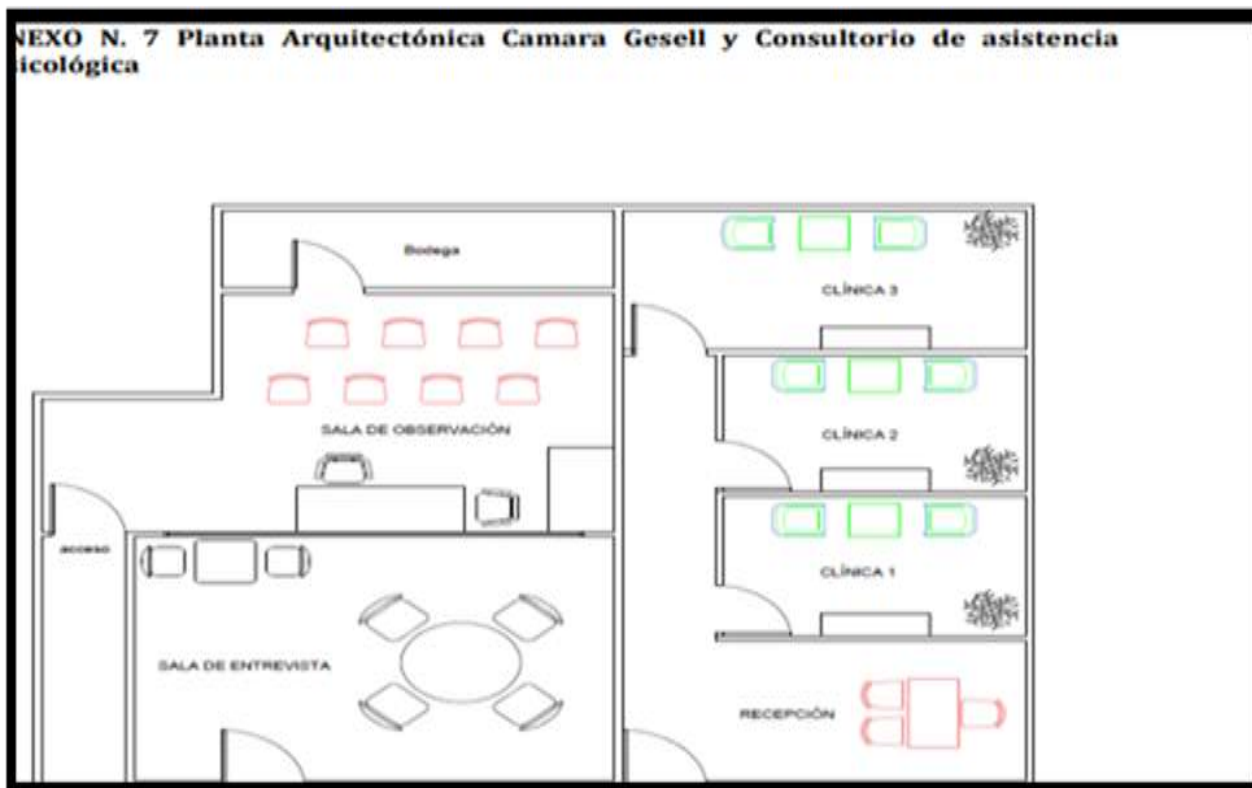 NEXO N. 7 Planta Arquitectónica Camara Gesell y Consultorio de asistencia
sicológica
Bodega
CLÍNICA 3
SALA DE OBSERVACIÓN
CLÍNICA 2
acceso
CLÍNICA 1
SALA DE ENTREVISTA
RECEPCIÓN